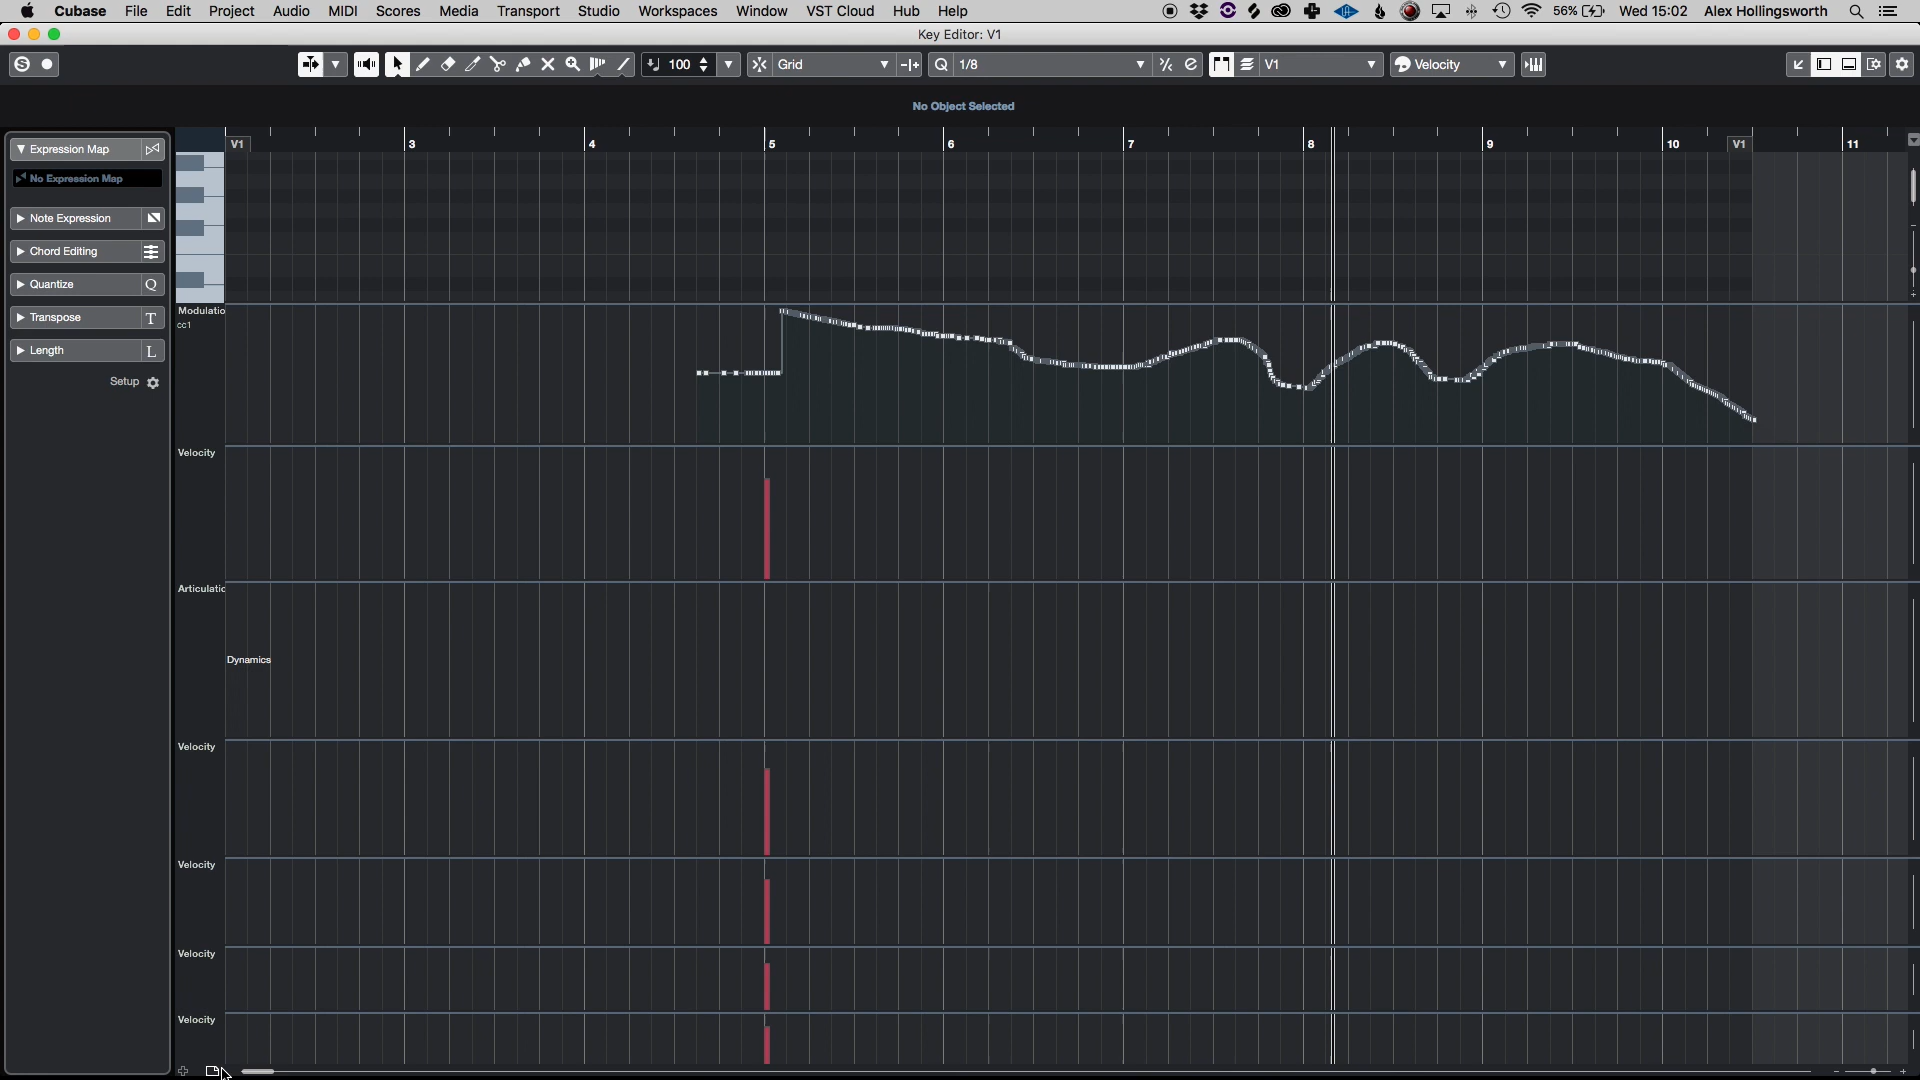 Cubase File Edit Project Audio MIDI Scores Media Transport Studio Workspaces Window VST Cloud Hub Help 56% Wed 15:02 Alex Hollingsworth
Key Editor: V1
100 Grid Q 1/8 V1 Velocity
No Object Selected
Expression Map
No Expression Map
Note Expression
Chord Editing
Quantize Q
Transpose T
Length L
Setup
V1 3 4 5 6 7 8 9 10 V1 11
Modulatio
cc1
Velocity
Articulatic
Dynamics
Velocity
Velocity
Velocity
Velocity